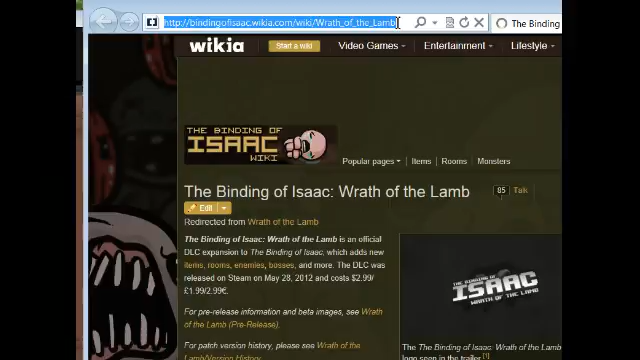 http://bindingofisaac.wikia.com/wiki/Wrath_of_the_Lamb
The Binding
wikia Start a wiki Video Games Entertainment Lifestyle
THE BINDING OF
ISAAC
WIKI
Popular pages Items Rooms Monsters
The Binding of Isaac: Wrath of the Lamb 85 Talk
Edit
Redirected from Wrath of the Lamb
The Binding of Isaac: Wrath of the Lamb is an official
DLC expansion to The Binding of Isaac, which adds new
items, rooms, enemies, bosses, and more. The DLC was
released on Steam on May 28, 2012 and costs $2.99/
£1.99/2.99€.
For pre-release information and beta images, see Wrath
of the Lamb (Pre-Release).
For patch version history, please see Wrath of the
Lamb/Version History
THE BINDING OF
ISAAC
WRATH OF THE LAMB
The The Binding of Isaac: Wrath of the Lamb
logo seen in the trailer[1]